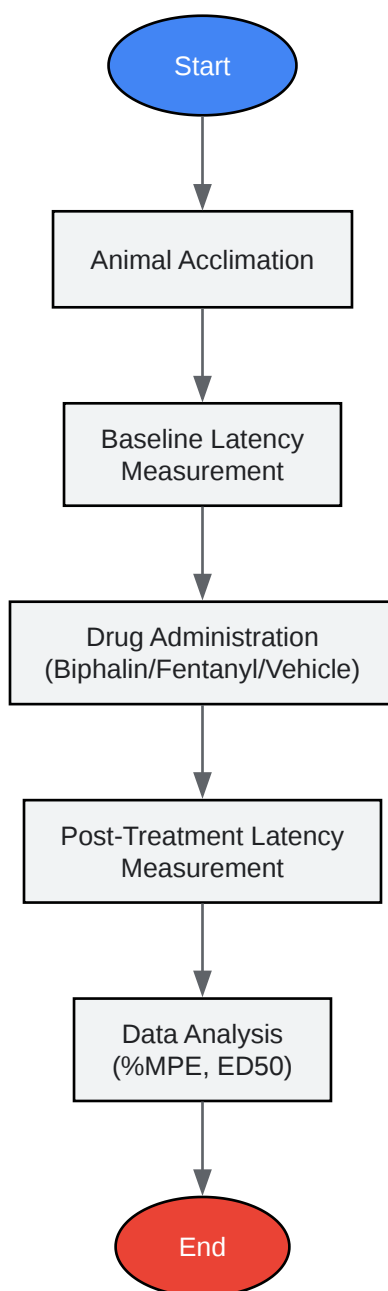 Start
Animal Acclimation
Baseline Latency
Measurement
Drug Administration
(Biphalin/Fentanyl/Vehicle)
Post-Treatment Latency
Measurement
Data Analysis
(%MPE, ED50)
End